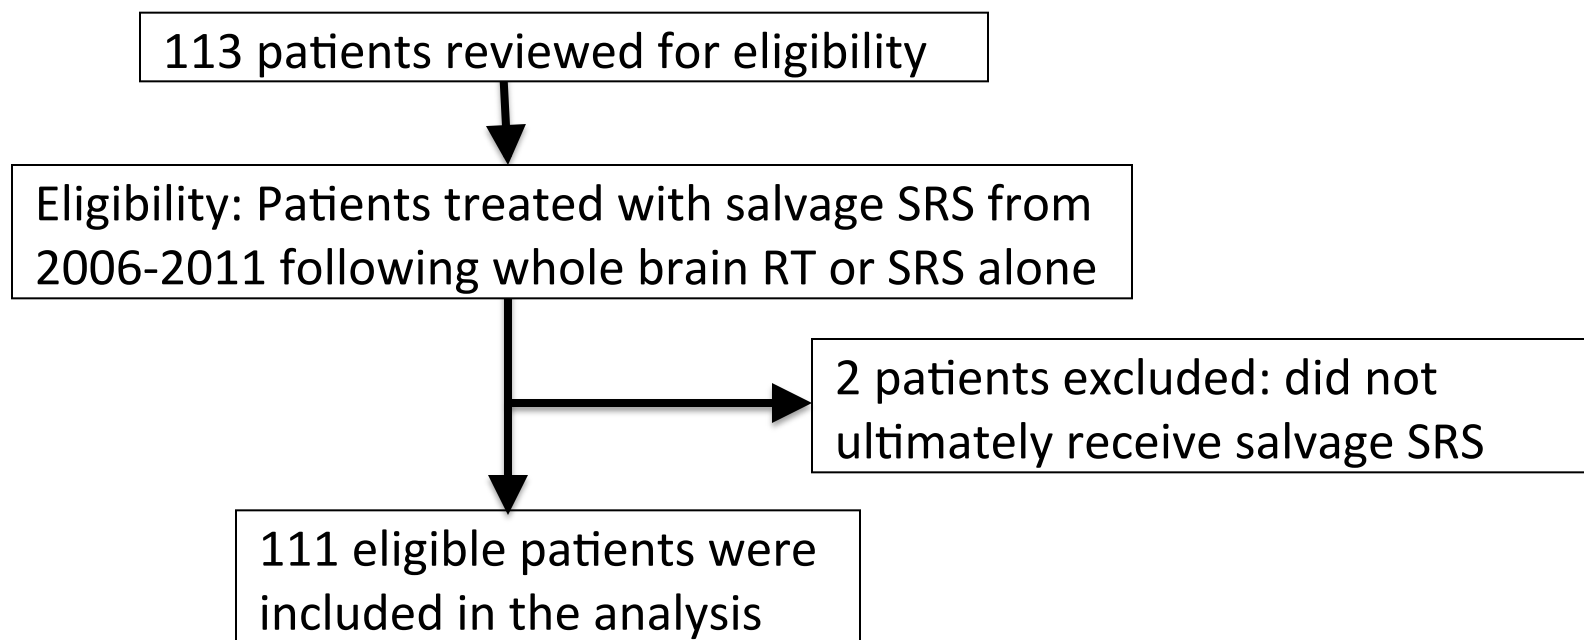 113 patients reviewed for eligibility
Eligibility: Patients treated with salvage SRS from
2006-2011 following whole brain RT or SRS alone
2 patients excluded: did not
ultimately receive salvage SRS
111 eligible patients were
included in the analysis